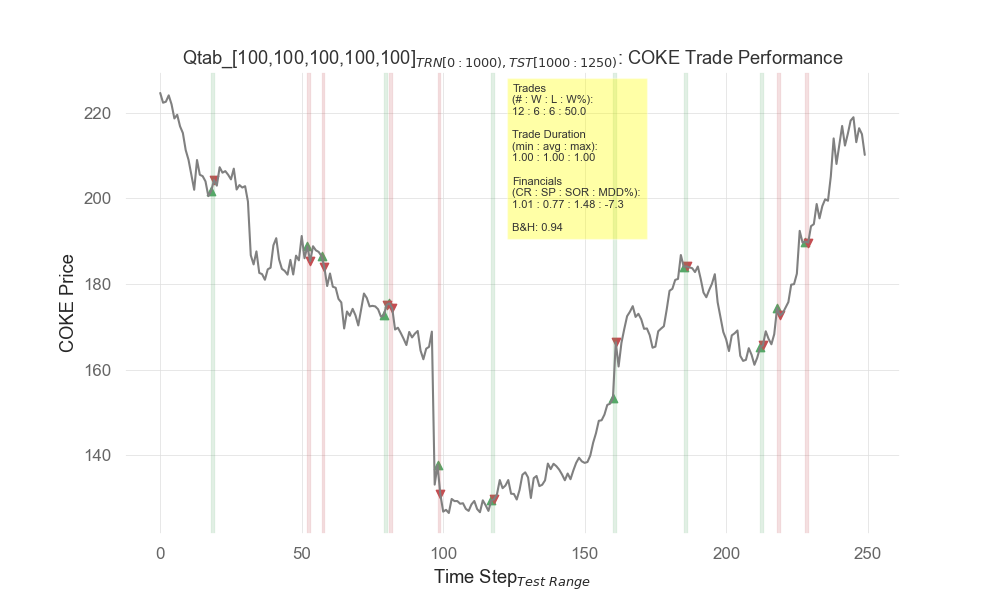 Qtab_[100,100,100,100,100]TRN[0:1000),TST[1000:1250): COKE Trade Performance
Trades
(# : W : L : W%):
12 : 6 : 6 : 50.0
Trade Duration
(min : avg : max):
1.00 : 1.00 : 1.00
Financials
(CR : SP : SOR : MDD%):
1.01 : 0.77 : 1.48 : -7.3
B&H: 0.94
COKE Price
220
200
180
160
140
0 50 100 150 200 250
Time StepTest Range